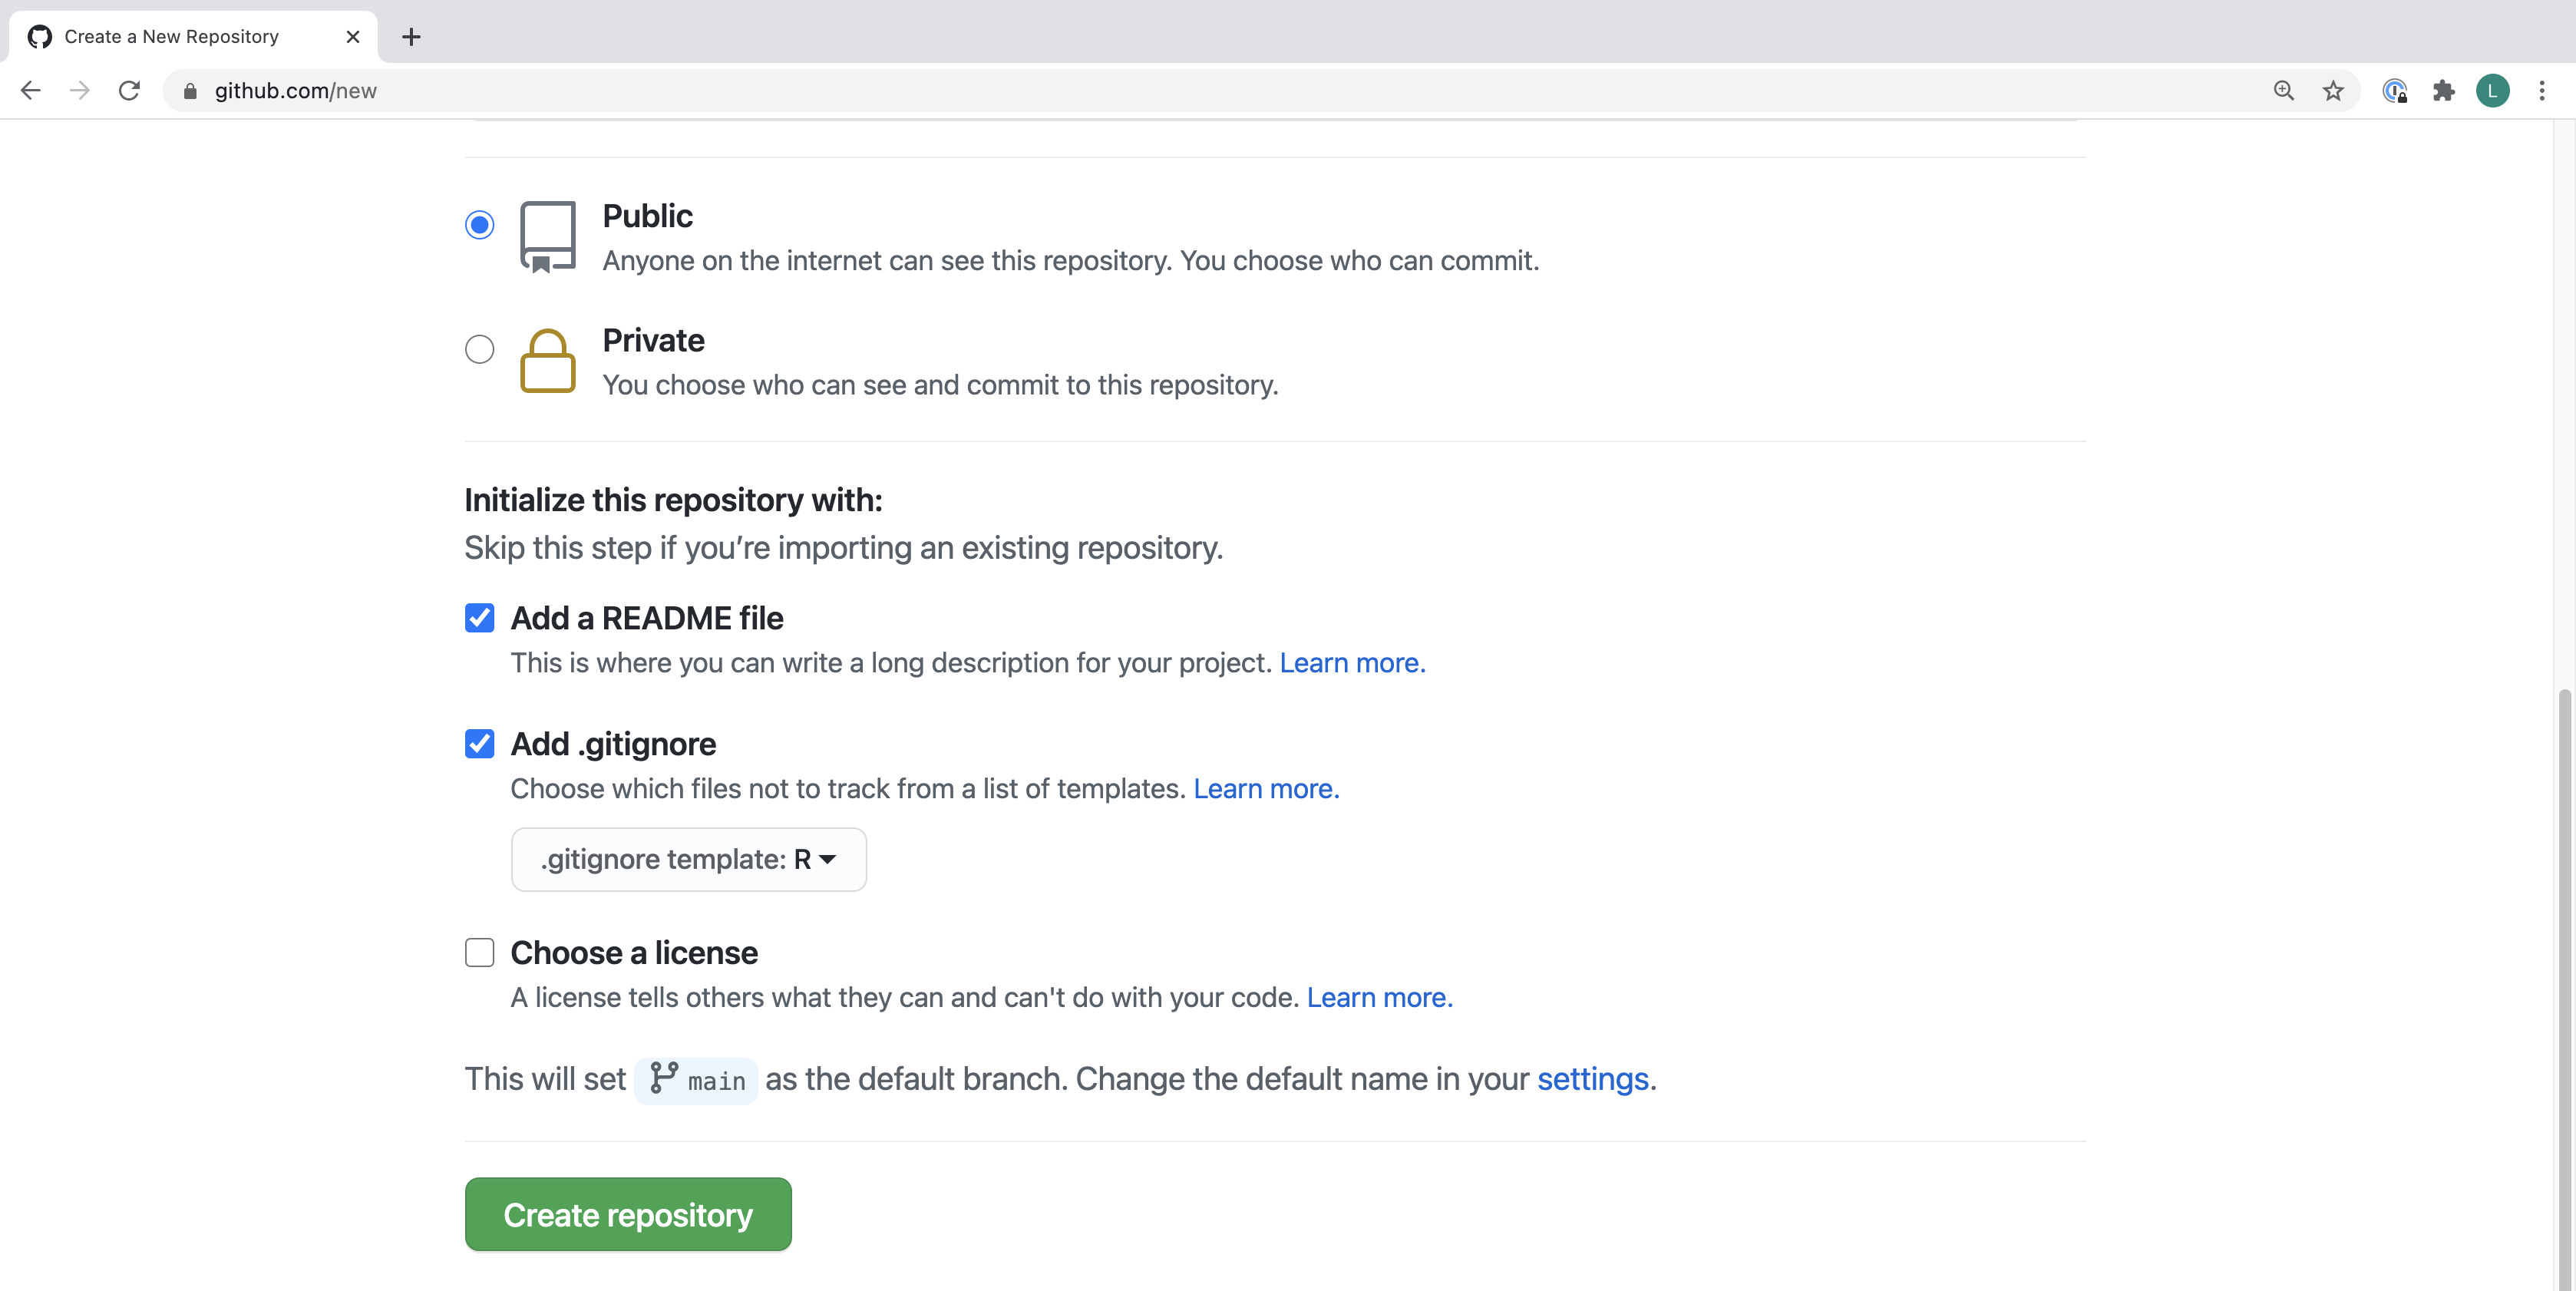 Create a New Repository
github.com/new
L
Public
Anyone on the internet can see this repository. You choose who can commit.
Private
You choose who can see and commit to this repository.
Initialize this repository with:
Skip this step if you’re importing an existing repository.
Add a README file
This is where you can write a long description for your project. Learn more.
Add .gitignore
Choose which files not to track from a list of templates. Learn more.
.gitignore template: R
Choose a license
A license tells others what they can and can't do with your code. Learn more.
This will set main as the default branch. Change the default name in your settings.
Create repository